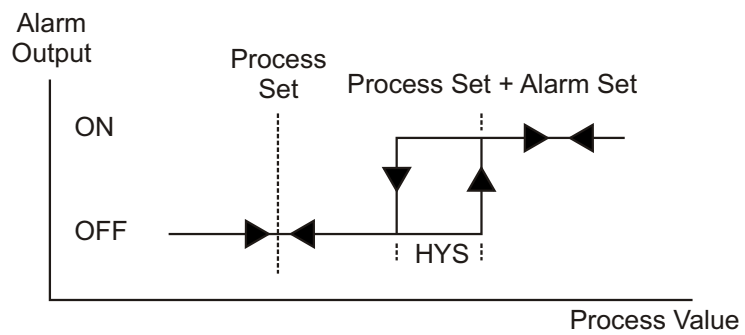 Alarm
Output
Process
Set
Process Set + Alarm Set
ON
OFF
HYS
Process Value